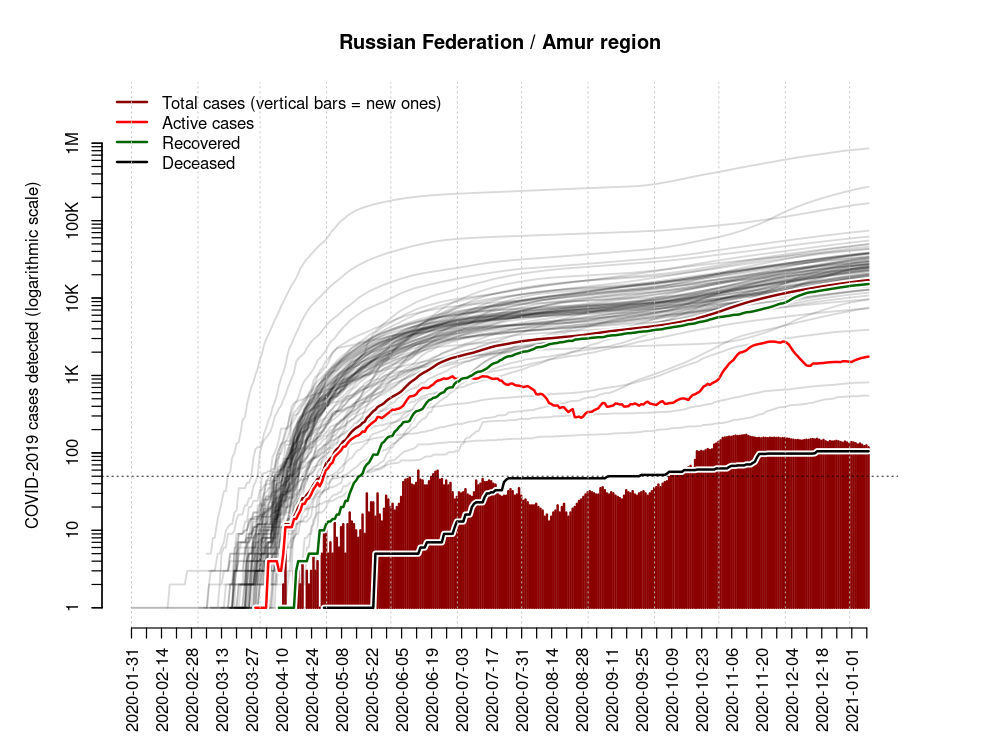 Russian Federation / Amur region
Total cases (vertical bars = new ones)
Active cases
Recovered
Deceased
COVID-2019 cases detected (logarithmic scale)
1M
100K
10K
1K
100
10
1
2020-01-31
2020-02-14
2020-02-28
2020-03-13
2020-03-27
2020-04-10
2020-04-24
2020-05-08
2020-05-22
2020-06-05
2020-06-19
2020-07-03
2020-07-17
2020-07-31
2020-08-14
2020-08-28
2020-09-11
2020-09-25
2020-10-09
2020-10-23
2020-11-06
2020-11-20
2020-12-04
2020-12-18
2021-01-01